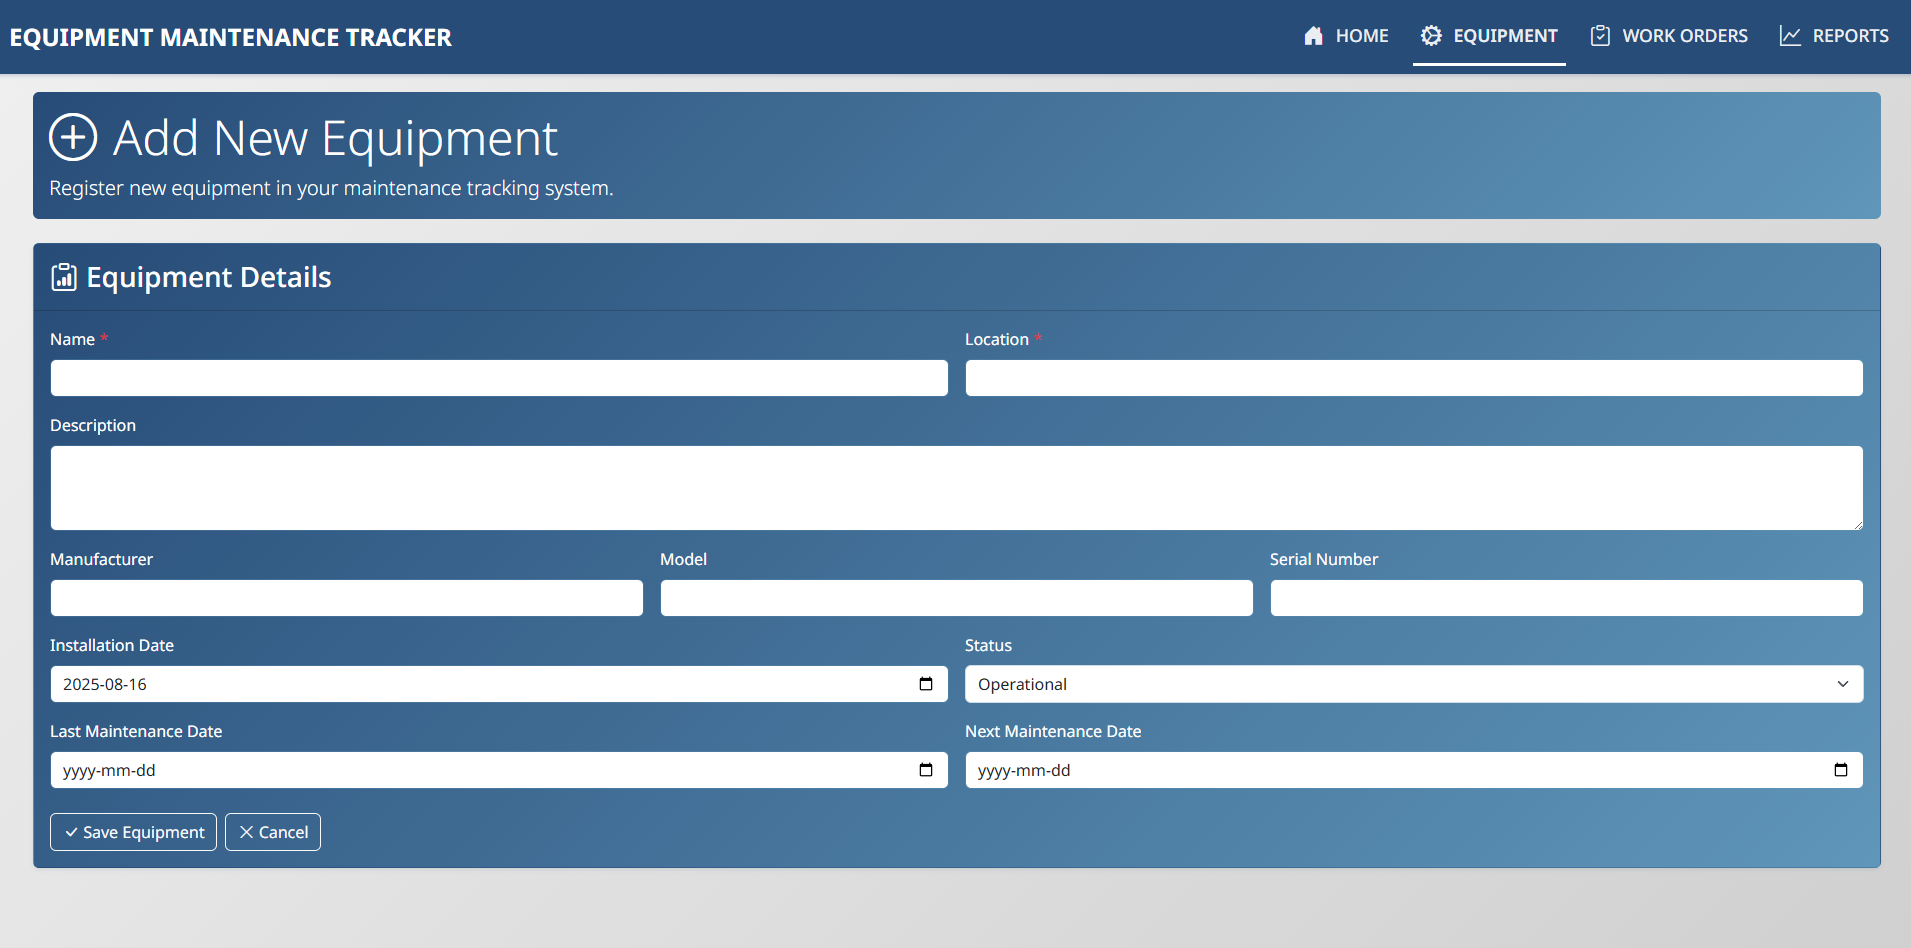 EQUIPMENT MAINTENANCE TRACKER
HOME
EQUIPMENT
WORK ORDERS
REPORTS
Add New Equipment
Register new equipment in your maintenance tracking system.
Equipment Details
Name *
Location *
Description
Manufacturer
Model
Serial Number
Installation Date
Status
2025-08-16
Operational
Last Maintenance Date
Next Maintenance Date
yyyy-mm-dd
yyyy-mm-dd
Save Equipment
Cancel